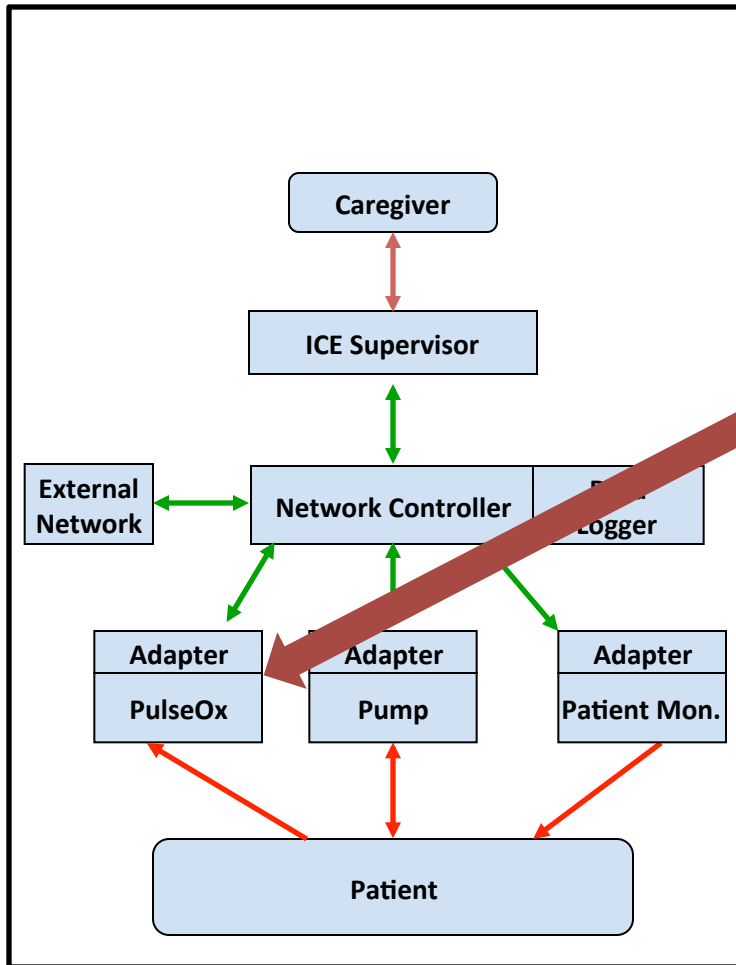 Caregiver
ICE Supervisor
External
Network
Network Controller
Logger
Adapter
Adapter
Adapter
PulseOx
Pump
Patient Mon.
Patient